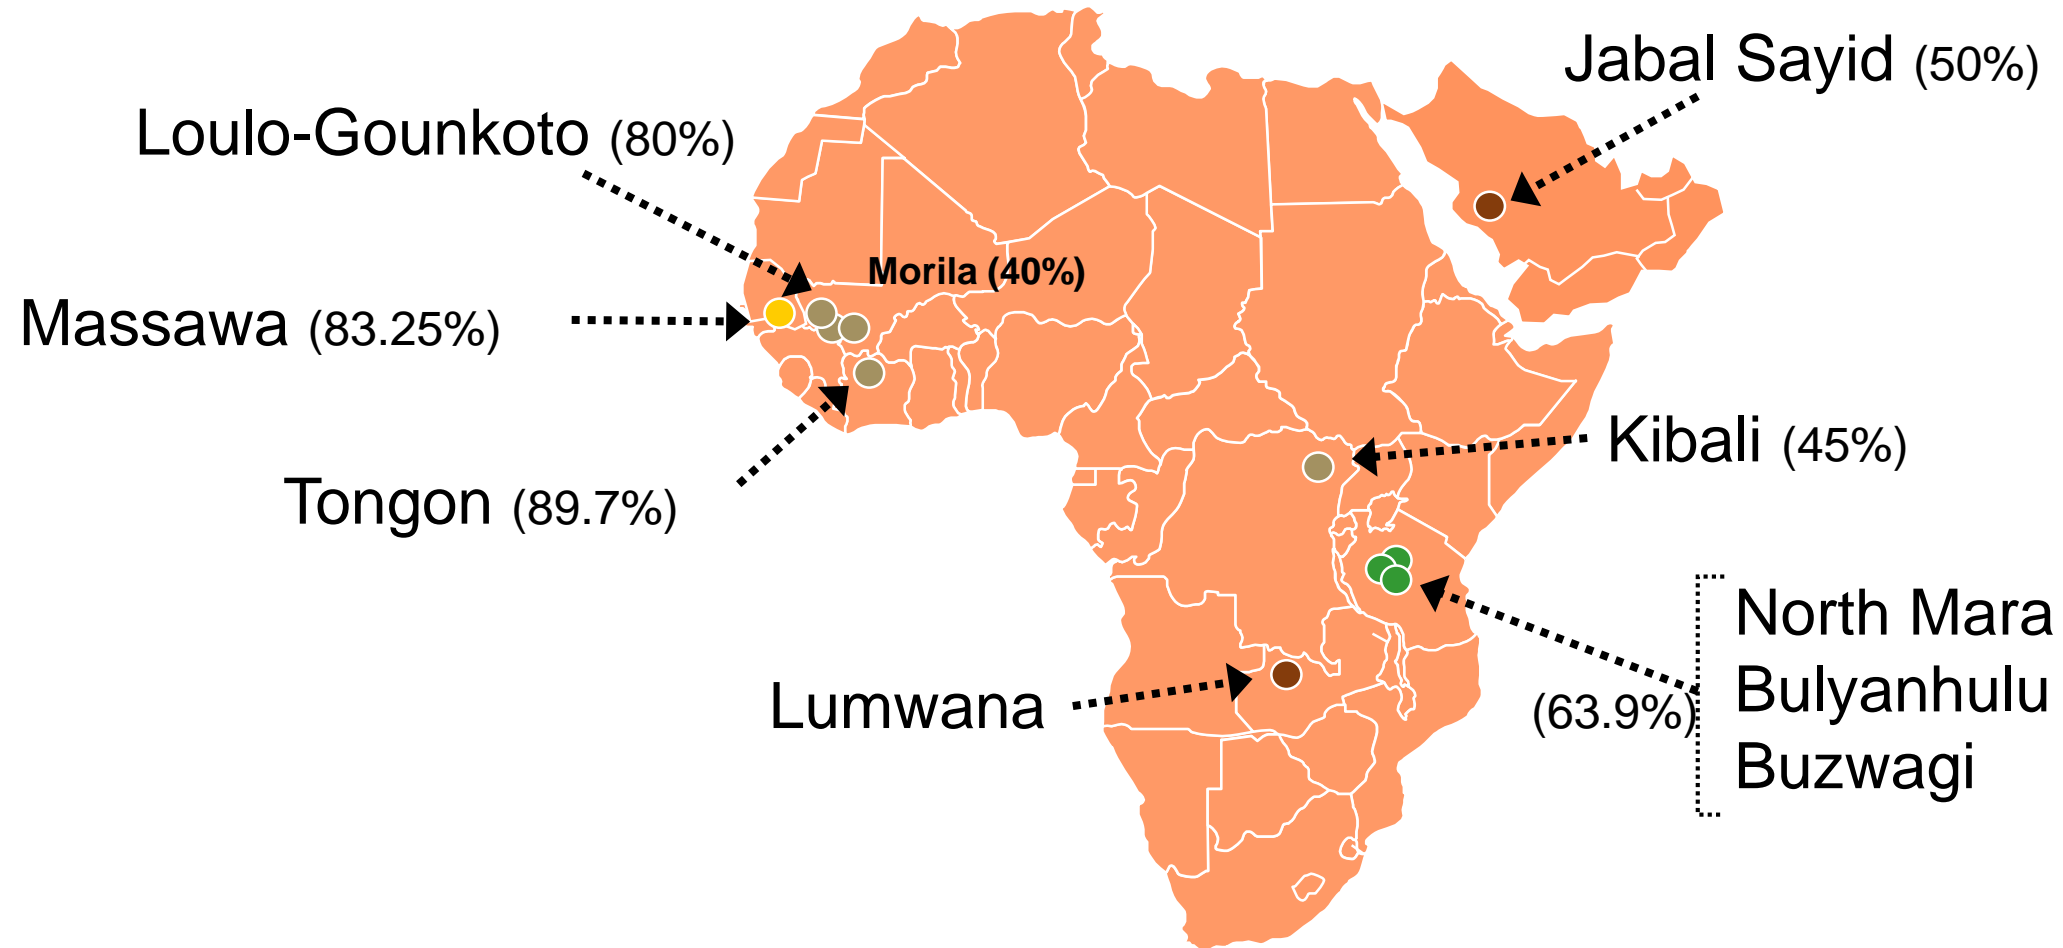 Jabal Sayid (50%)
Loulo-Gounkoto (80%)
Morila (40%)
Massawa (83.25%)
Kibali (45%)
Tongon (89.7%)
North Mara
Bulyanhulu
Buzwagi
(63.9%)
Lumwana